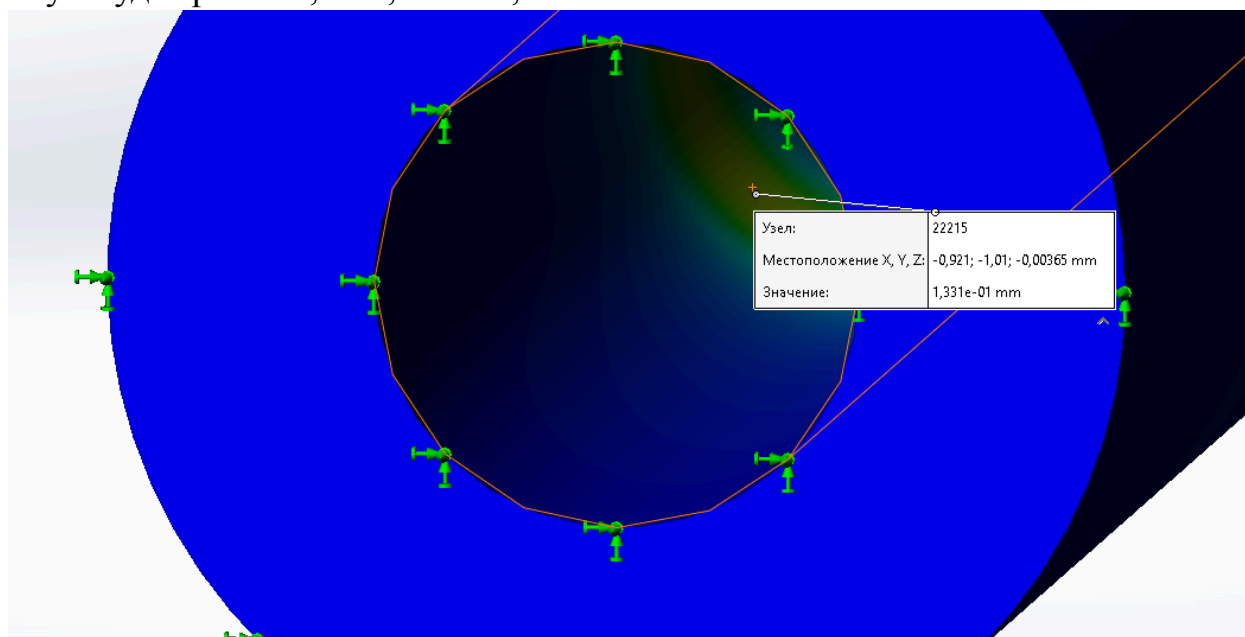 Узел: 22215
Местоположение X, Y, Z: -0,921; -1,01; -0,00365 mm
Значение: 1,331e-01 mm